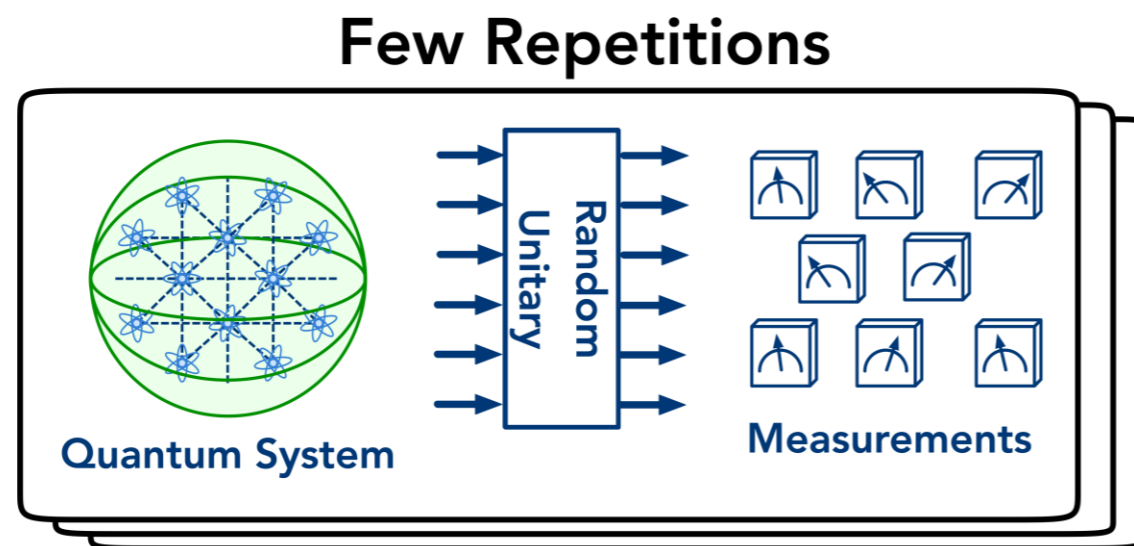 Few Repetitions
Quantum System
Random
Unitary
Measurements